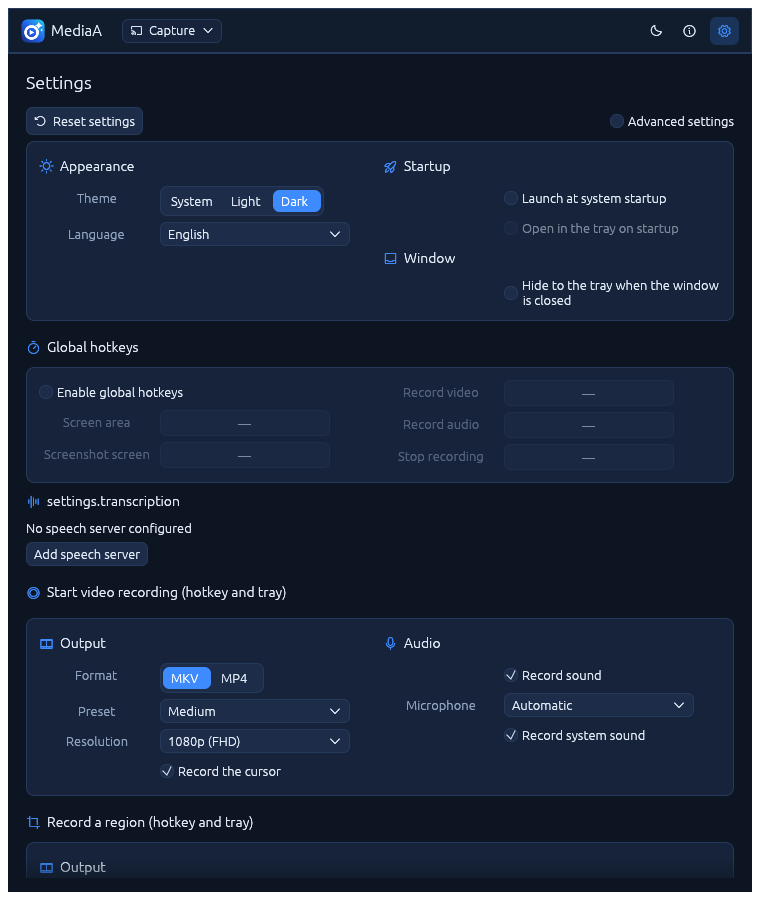 MediaA
Capture
Settings
Reset settings
Advanced settings
Appearance
Theme
System
Light
Dark
Language
English
Startup
Launch at system startup
Open in the tray on startup
Window
Hide to the tray when the window
is closed
Global hotkeys
Enable global hotkeys
Screen area
—
Screenshot screen
—
Record video
—
Record audio
—
Stop recording
—
settings.transcription
No speech server configured
Add speech server
Start video recording (hotkey and tray)
Output
Format
MKV
MP4
Preset
Medium
Resolution
1080p (FHD)
Record the cursor
Audio
Record sound
Microphone
Automatic
Record system sound
Record a region (hotkey and tray)
Output